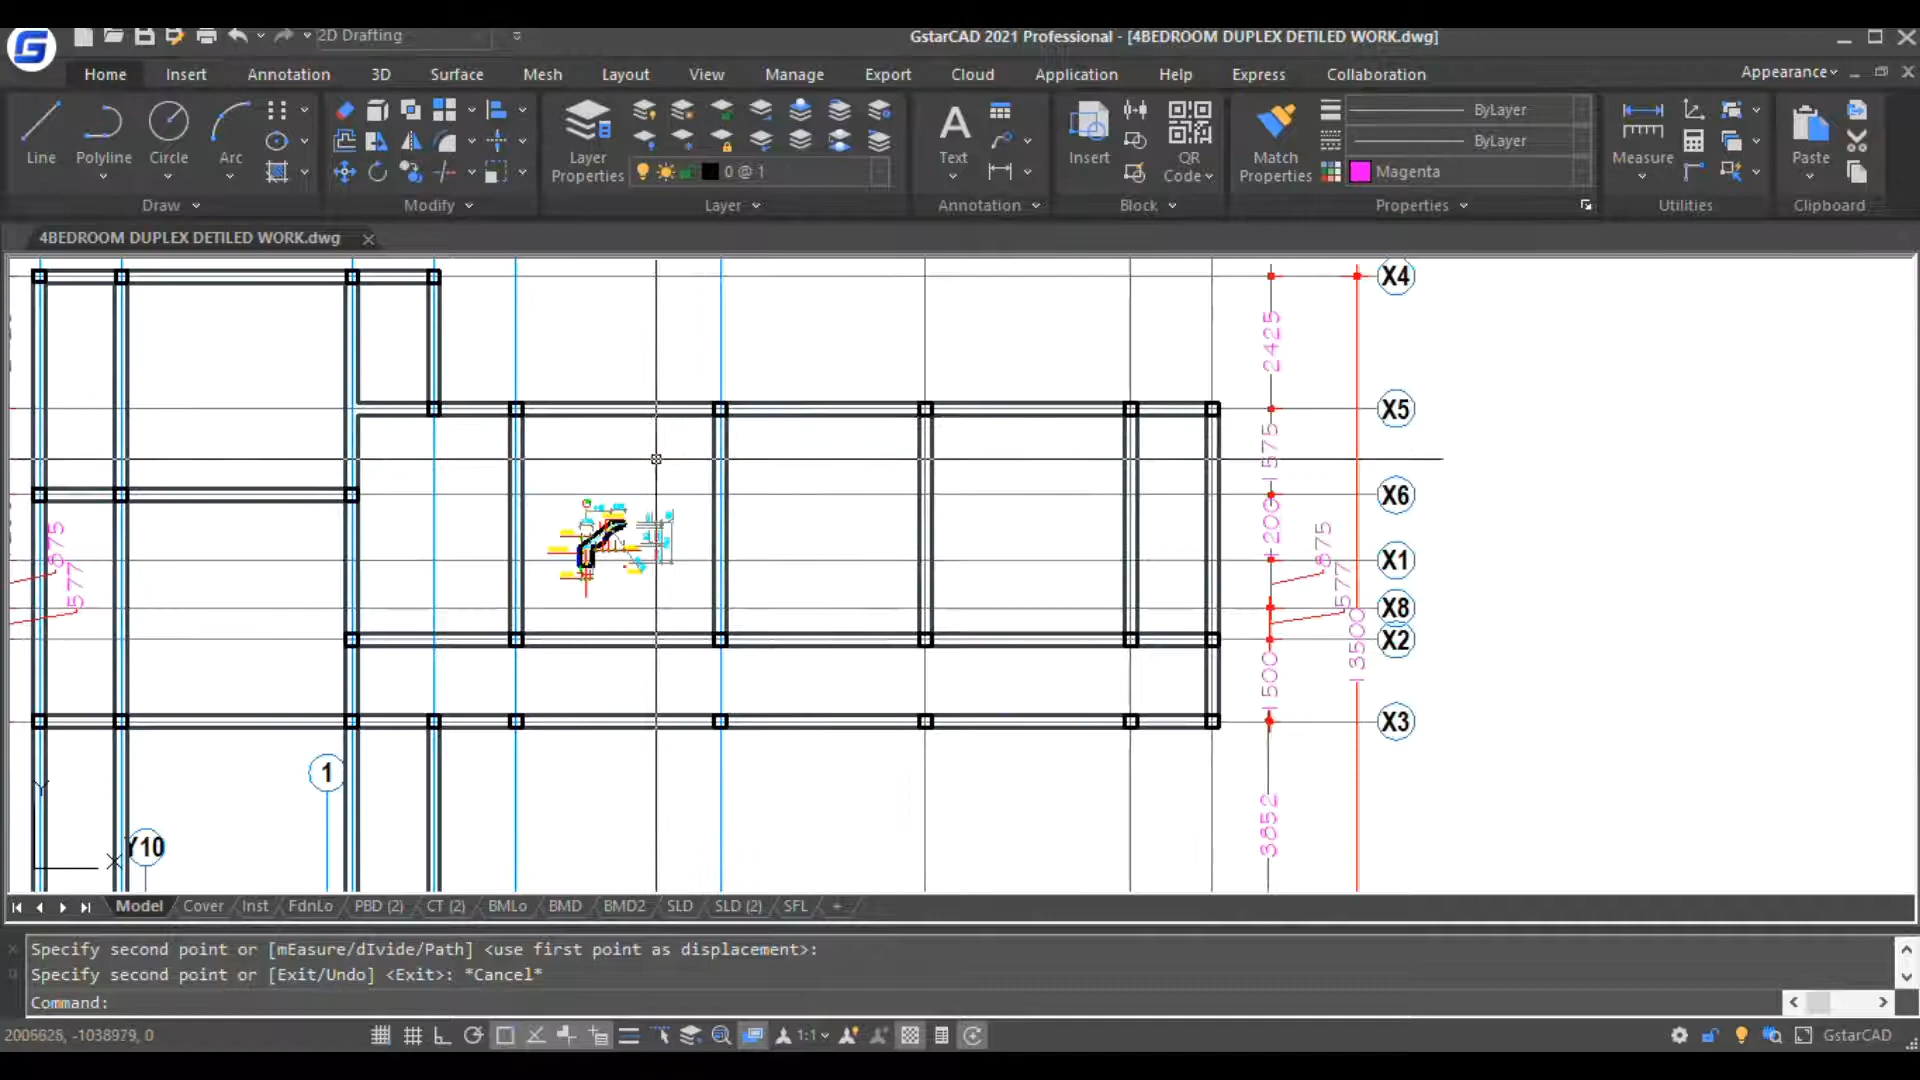 2D Drafting
GstarCAD 2021 Professional - [4BEDROOM DUPLEX DETILED WORK.dwg]
Home Insert Annotation 3D Surface Mesh Layout View Manage Export Cloud Application Help Express Collaboration Appearance
Line Polyline Circle Arc
Layer Properties
0 @ 1
Text
Insert
QR Code
Match Properties
ByLayer
ByLayer
Magenta
Measure
Paste
Draw Modify Layer Annotation Block Properties Utilities Clipboard
4BEDROOM DUPLEX DETILED WORK.dwg
X4
2425
X5
1575
X6
1200
875
577
X1
875
577
X8
X2
13500
1500
X3
1
3852
Y10
Y
X
Model Cover Inst FdnLo PBD (2) CT (2) BMLo BMD BMD2 SLD SLD (2) SFL +
Specify second point or [mEasure/dIvide/Path] <use first point as displacement>:
Specify second point or [Exit/Undo] <Exit>: *Cancel*
Command:
2006628, -1038979, 0
1:1
GstarCAD